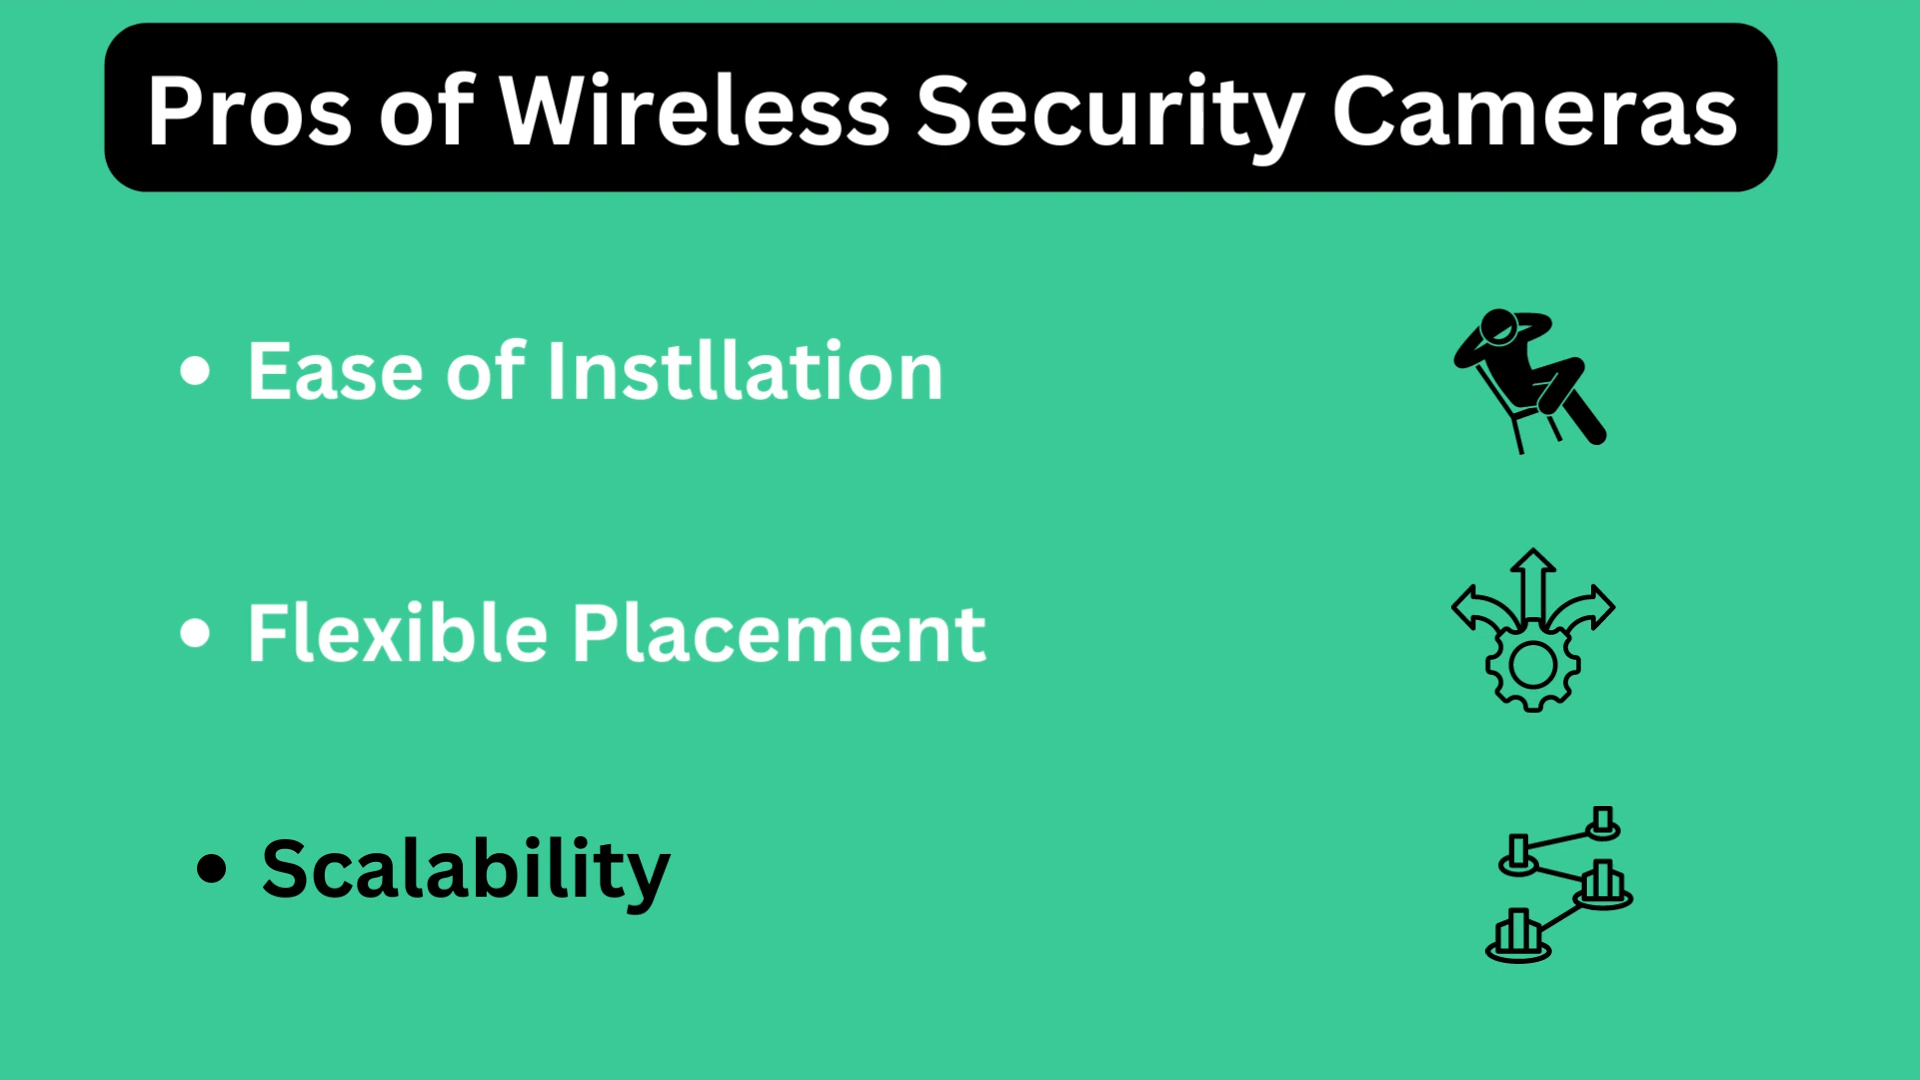 Pros of Wireless Security Cameras
• Ease of Instllation
• Flexible Placement
• Scalability